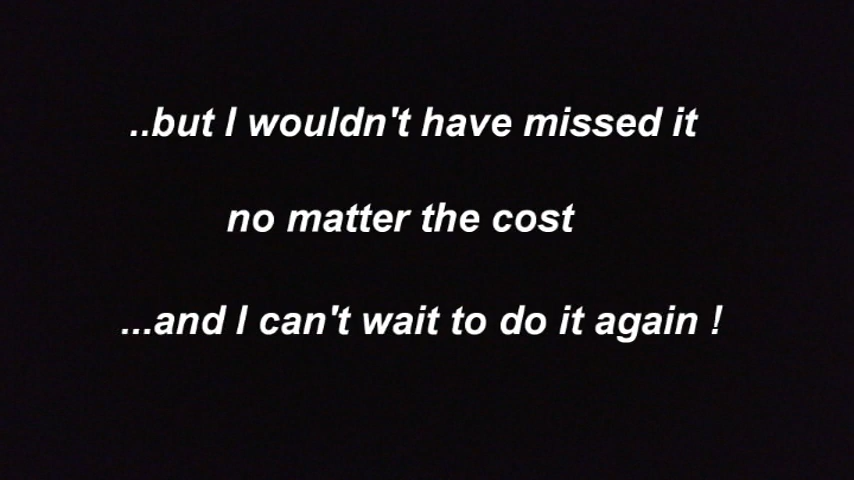 ..but I wouldn't have missed it
no matter the cost
...and I can't wait to do it again !